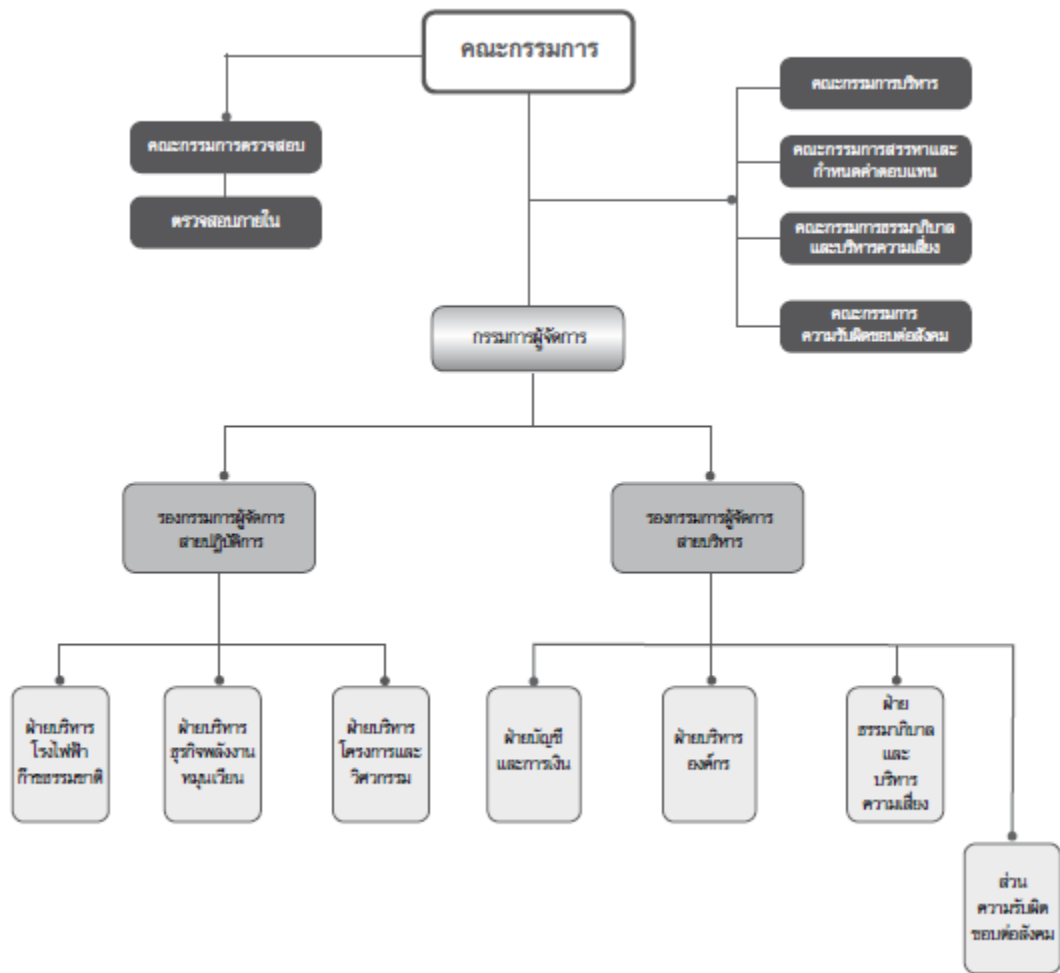 คณะกรรมการ
คณะกรรมการบริหาร
คณะกรรมการตรวจสอบ
คณะกรรมการสรรหาและ
กำหนดค่าตอบแทน
ตรวจสอบภายใน
คณะกรรมการธรรมาภิบาล
และบริหารความเสี่ยง
คณะกรรมการ
ความรับผิดชอบต่อสังคม
กรรมการผู้จัดการ
รองกรรมการผู้จัดการ
สายปฏิบัติการ
รองกรรมการผู้จัดการ
สายบริหาร
ฝ่ายบริหาร
โรงไฟฟ้า
ก๊าซธรรมชาติ
ฝ่ายบริหาร
ธุรกิจพลังงาน
หมุนเวียน
ฝ่ายบริหาร
โครงการและ
วิศวกรรม
ฝ่ายบัญชี
และการเงิน
ฝ่ายบริหาร
องค์กร
ฝ่าย
ธรรมาภิบาล
และ
บริหาร
ความเสี่ยง
ส่วน
ความรับผิด
ชอบต่อสังคม